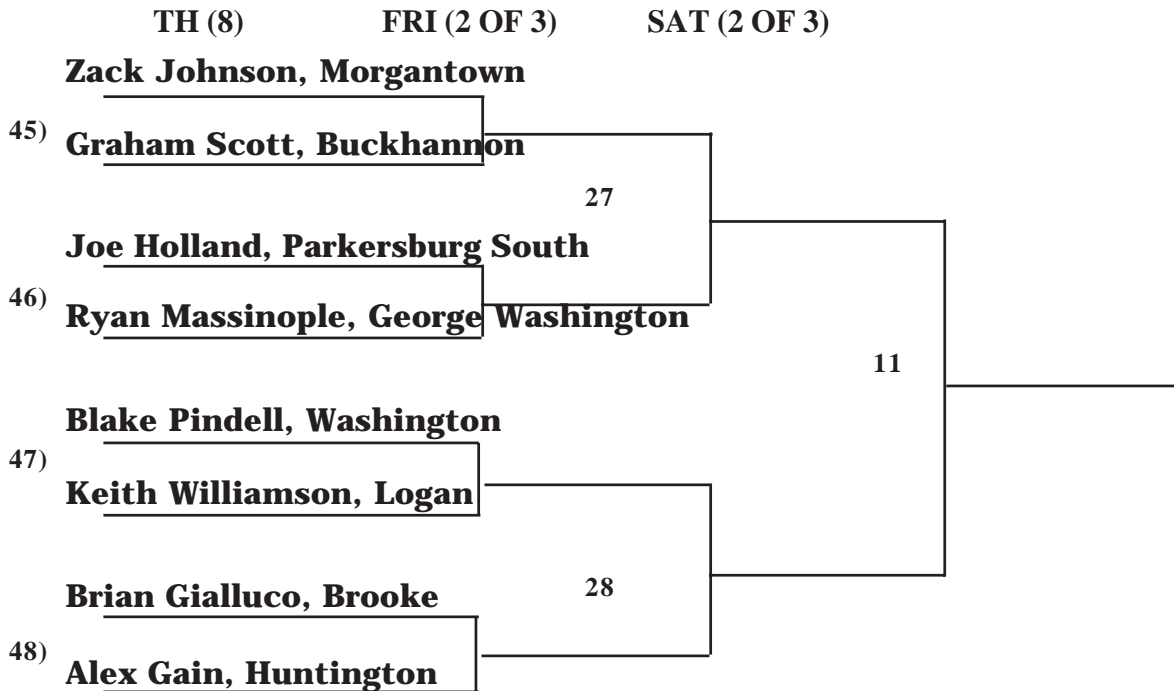 TH (8) FRI (2 OF 3) SAT (2 OF 3)
Zack Johnson, Morgantown
45)
Graham Scott, Buckhannon
27
Joe Holland, Parkersburg South
46)
Ryan Massinople, George Washington
11
Blake Pindell, Washington
47)
Keith Williamson, Logan
28
Brian Gialluco, Brooke
48)
Alex Gain, Huntington